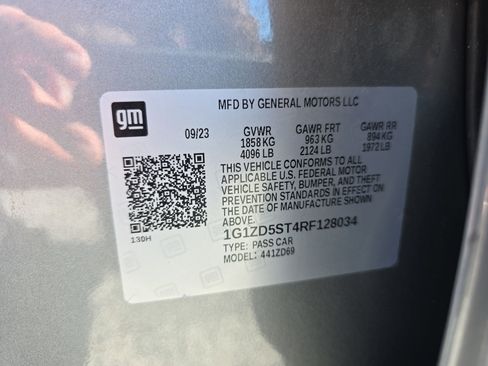 gm
MFD BY GENERAL MOTORS LLC
09/23 GVWR GAWR FRT GAWR RR
1858 KG 963 KG 894 KG
4096 LB 2124 LB 1972 LB
THIS VEHICLE CONFORMS TO ALL
APPLICABLE U.S. FEDERAL MOTOR
VEHICLE SAFETY, BUMPER, AND THEFT
PREVENTION STANDARDS IN EFFECT ON
THE DATE OF MANUFACTURE SHOWN
ABOVE.
1G1ZD5ST4RF128034
TYPE: PASS CAR
MODEL: 441ZD69
130H